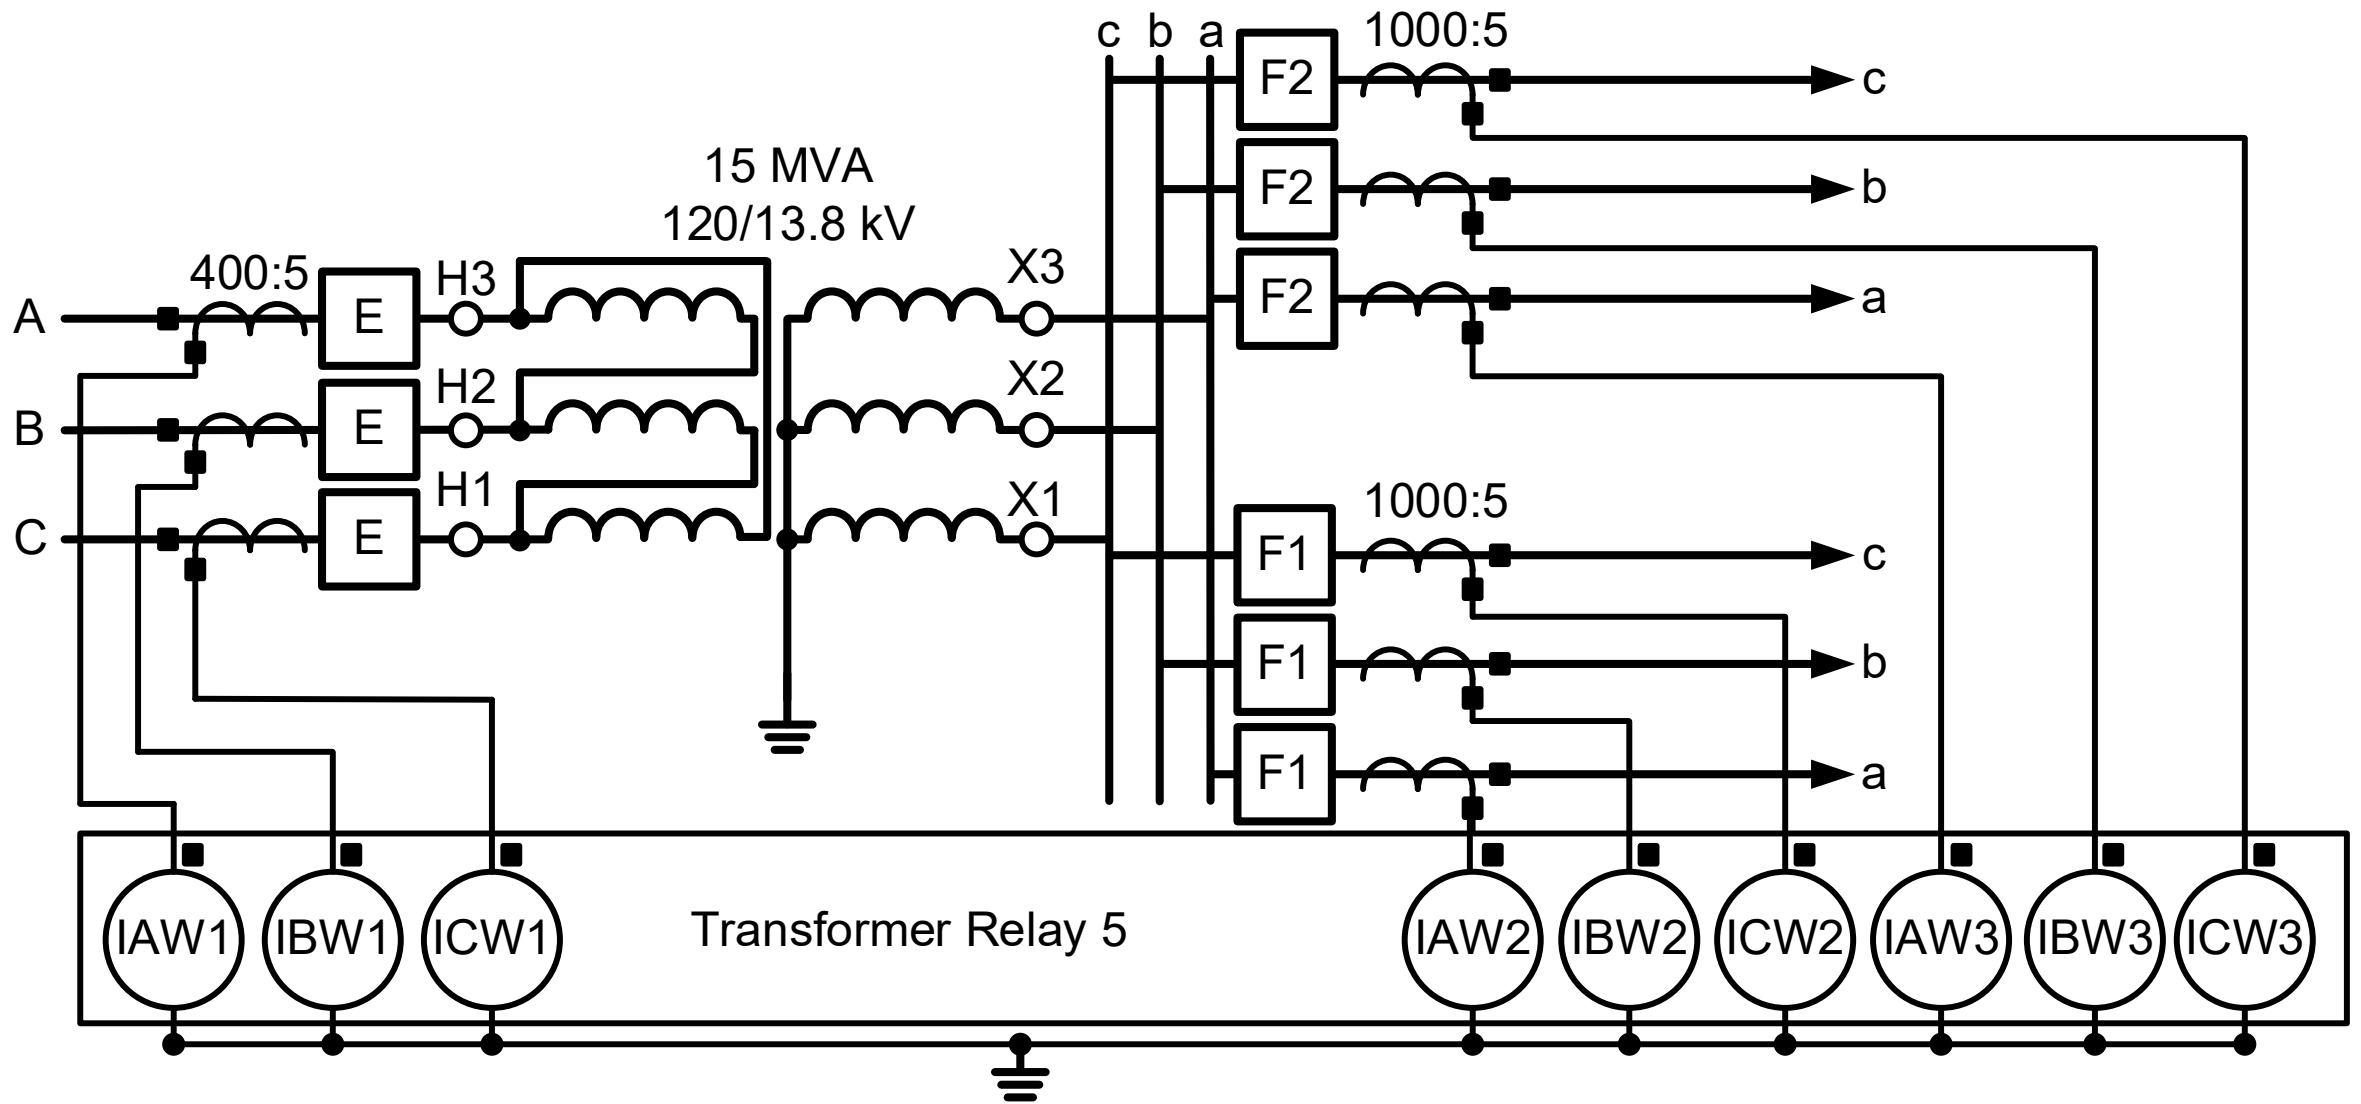 c b a
F2
1000:5
c
F2
b
F2
a
15 MVA
120/13.8 kV
400:5
A
E
H3
X3
B
E
H2
X2
C
E
H1
X1
1000:5
F1
c
F1
b
F1
a
IAW1
IBW1
ICW1
Transformer Relay 5
IAW2
IBW2
ICW2
IAW3
IBW3
ICW3